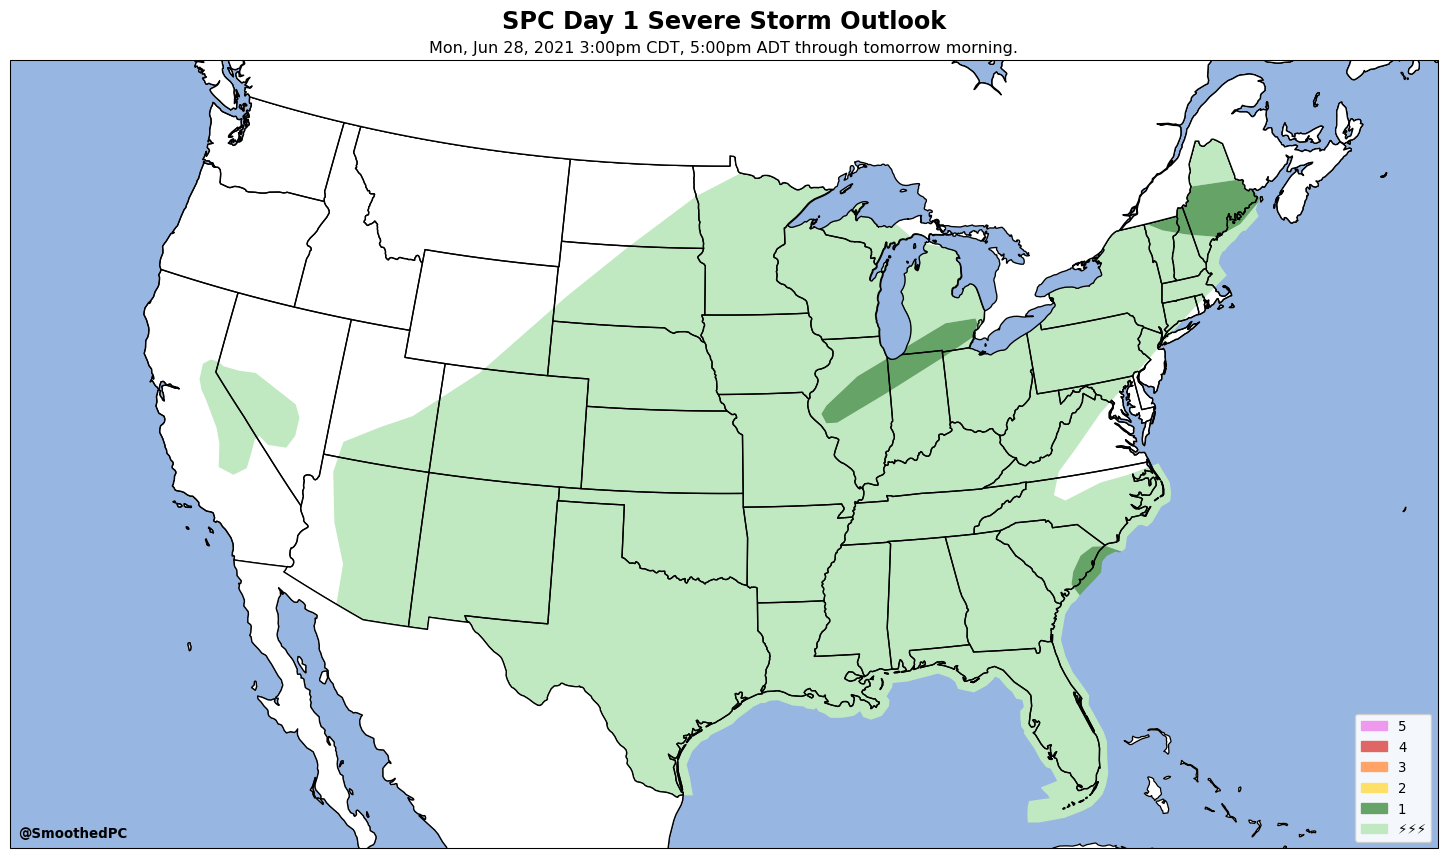 SPC Day 1 Severe Storm Outlook
Mon, Jun 28, 2021 3:00pm CDT, 5:00pm ADT through tomorrow morning.
5
4
3
2
1
⚡⚡⚡
@SmoothedPC